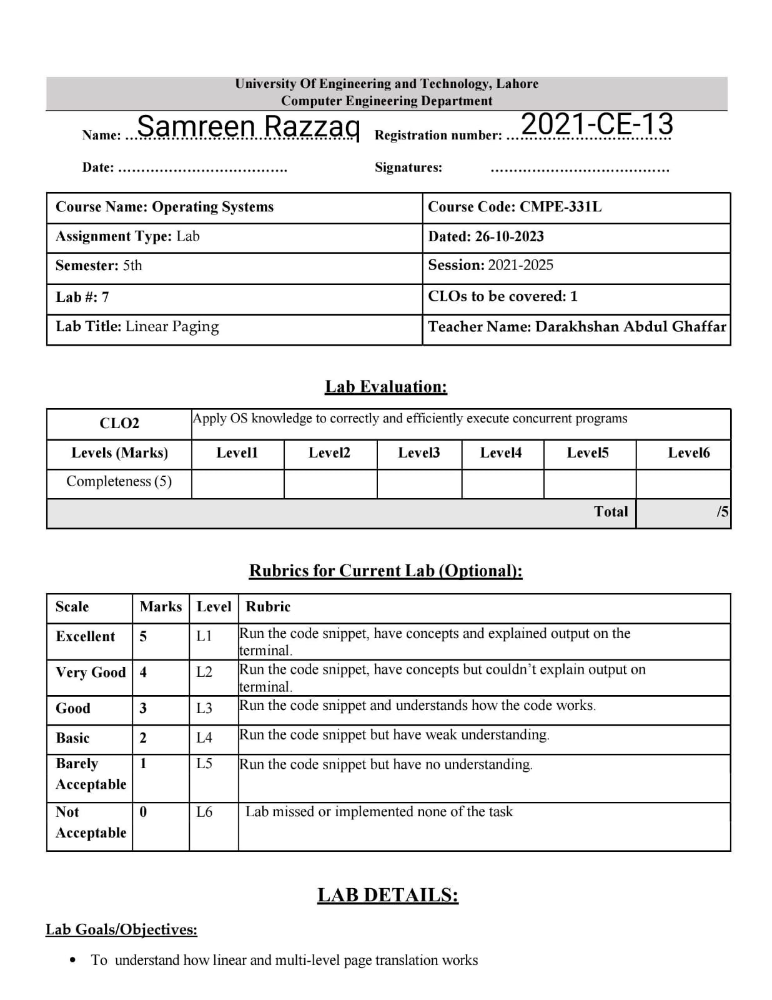 University Of Engineering and Technology, Lahore
Computer Engineering Department
Name: ...Samreen Razzaq Registration number: ...2021-CE-13
Date: ………………………………. Signatures: …………………………………
Course Name: Operating Systems Course Code: CMPE-331L
Assignment Type: Lab Dated: 26-10-2023
Semester: 5th Session: 2021-2025
Lab #: 7 CLOs to be covered: 1
Lab Title: Linear Paging Teacher Name: Darakhshan Abdul Ghaffar
Lab Evaluation:
CLO2 Apply OS knowledge to correctly and efficiently execute concurrent programs
Levels (Marks) Level1 Level2 Level3 Level4 Level5 Level6
Completeness (5)
Total /5
Rubrics for Current Lab (Optional):
Scale Marks Level Rubric
Excellent 5 L1 Run the code snippet, have concepts and explained output on the
terminal.
Very Good 4 L2 Run the code snippet, have concepts but couldn’t explain output on
terminal.
Good 3 L3 Run the code snippet and understands how the code works.
Basic 2 L4 Run the code snippet but have weak understanding.
Barely 1 L5 Run the code snippet but have no understanding.
Acceptable
Not 0 L6 Lab missed or implemented none of the task
Acceptable
LAB DETAILS:
Lab Goals/Objectives:
• To understand how linear and multi-level page translation works